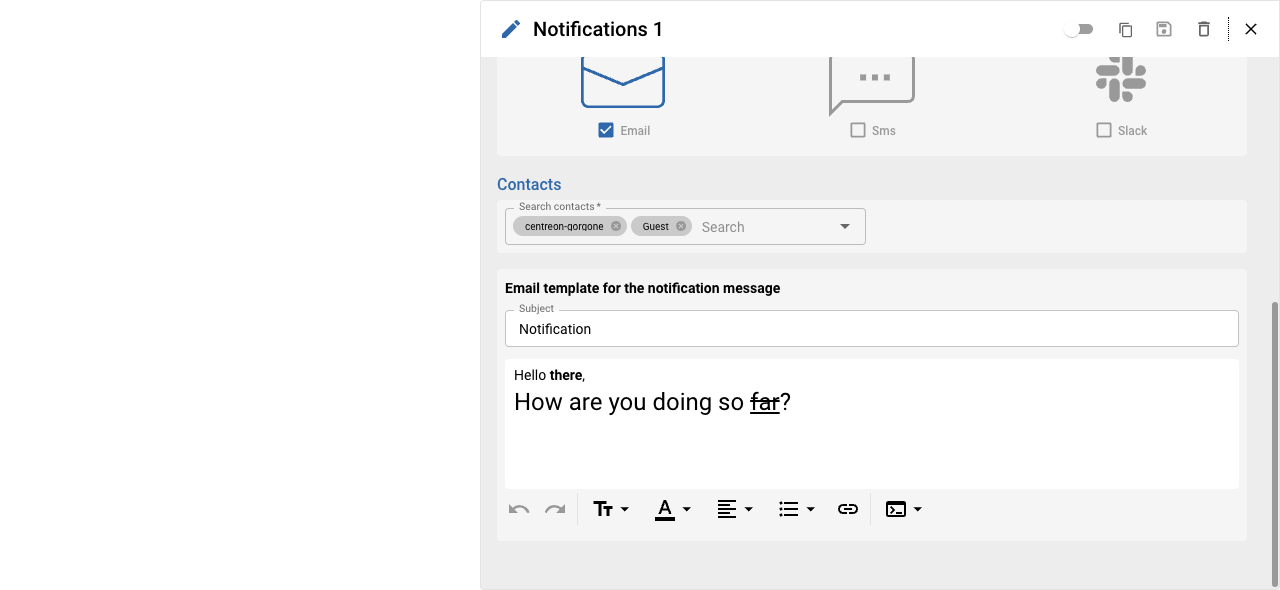 Notifications 1
Email
Sms
Slack
Contacts
Search contacts *
centreon-gorgone Guest Search
Email template for the notification message
Subject
Notification
Hello there,
How are you doing so far?